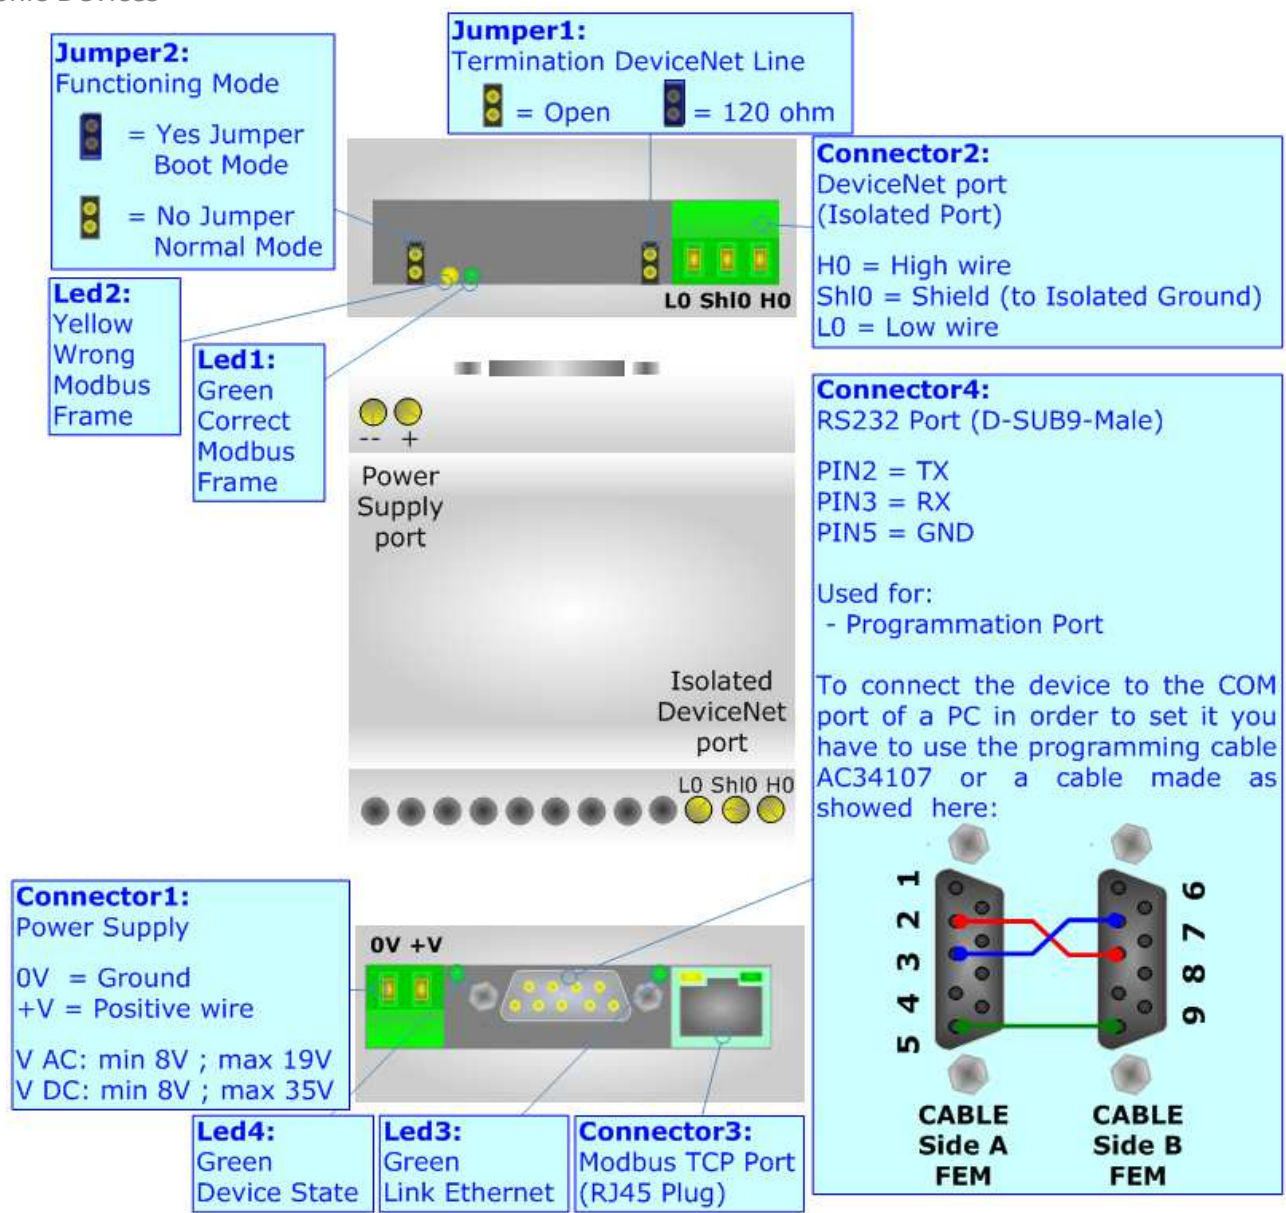 Jumper2:
Functioning Mode
= Yes Jumper
Boot Mode
= No Jumper
Normal Mode
Jumper1:
Termination DeviceNet Line
= Open = 120 ohm
Connector2:
DeviceNet port
(Isolated Port)
H0 = High wire
Shl0 = Shield (to Isolated Ground)
L0 = Low wire
L0 Shl0 H0
Led2:
Yellow
Wrong
Modbus
Frame
Led1:
Green
Correct
Modbus
Frame
-- +
Power
Supply
port
Isolated
DeviceNet
port
L0 Shl0 H0
Connector4:
RS232 Port (D-SUB9-Male)
PIN2 = TX
PIN3 = RX
PIN5 = GND
Used for:
- Programmation Port
To connect the device to the COM
port of a PC in order to set it you
have to use the programming cable
AC34107 or a cable made as
showed here:
1
2
3
4
5
6
7
8
9
CABLE
Side A
FEM
CABLE
Side B
FEM
Connector1:
Power Supply
0V = Ground
+V = Positive wire
V AC: min 8V ; max 19V
V DC: min 8V ; max 35V
0V +V
Led4:
Green
Device State
Led3:
Green
Link Ethernet
Connector3:
Modbus TCP Port
(RJ45 Plug)